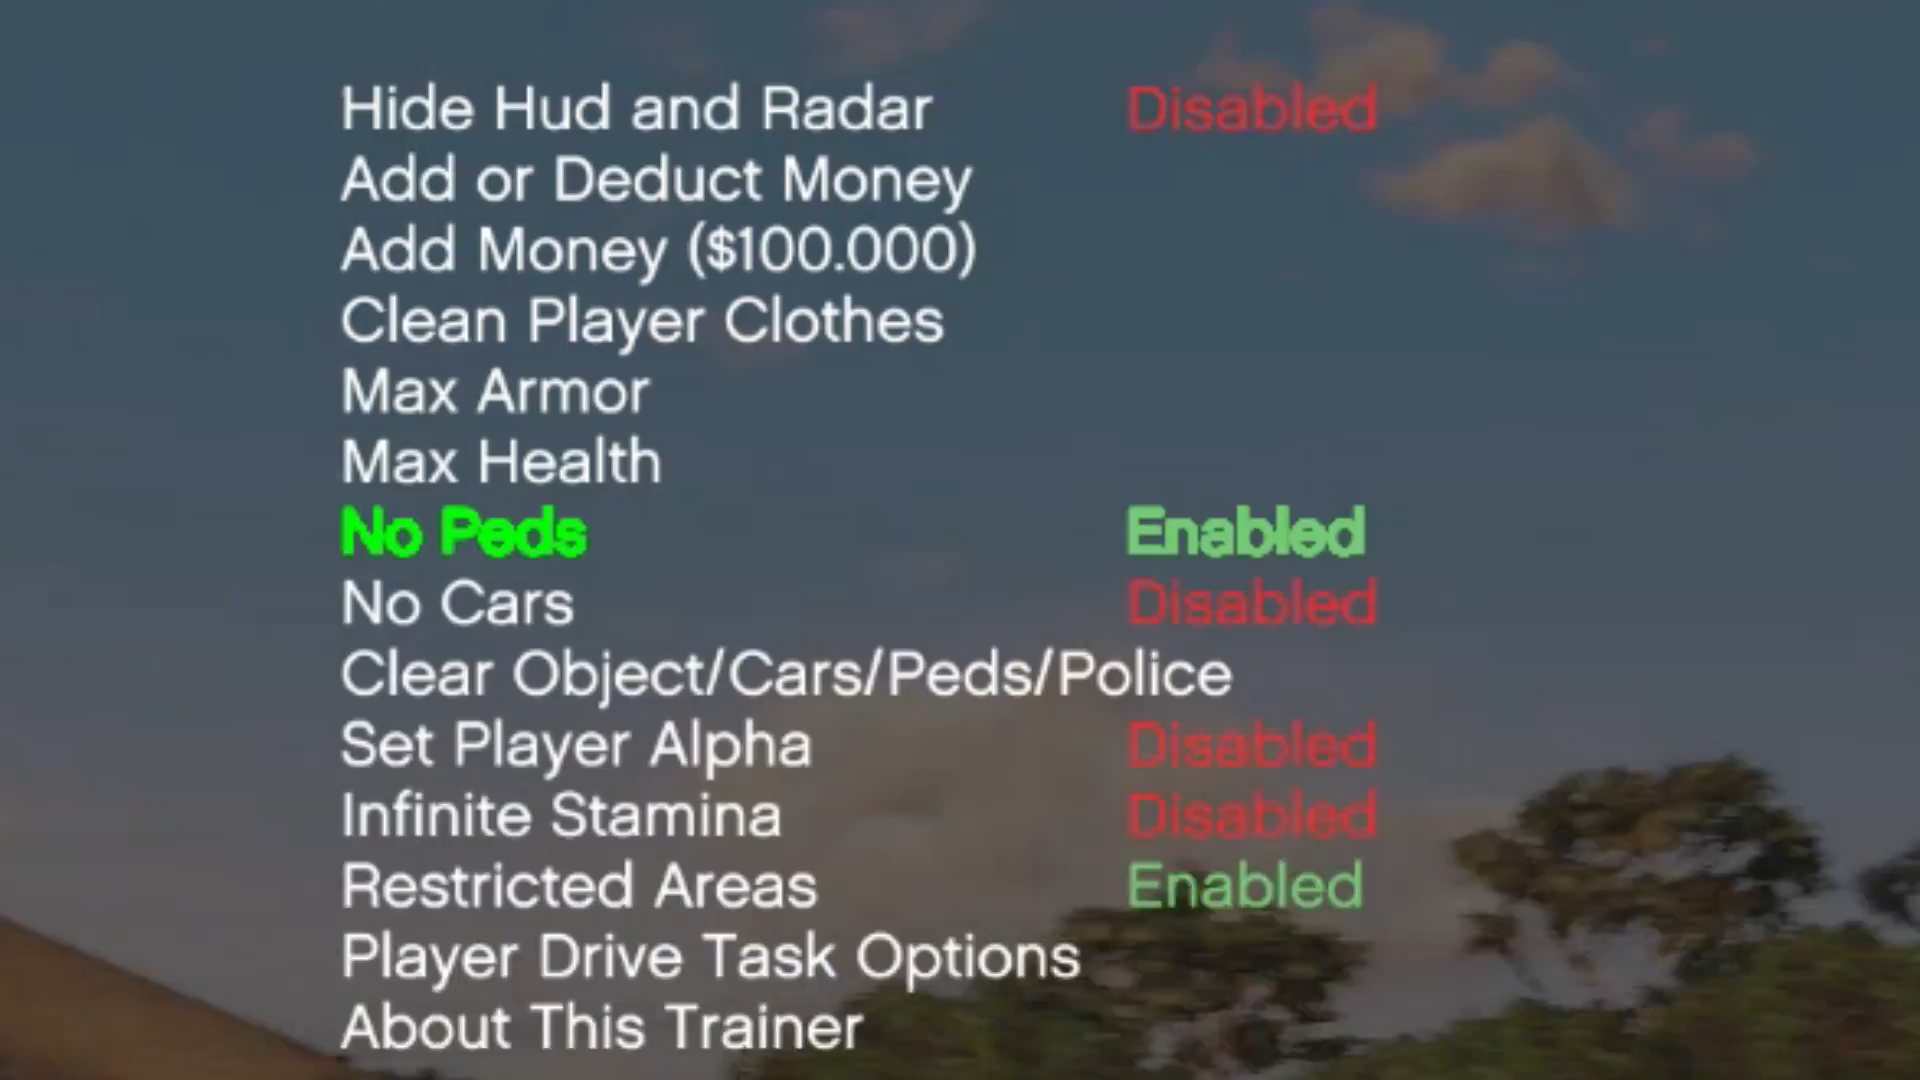 Hide Hud and Radar Disabled
Add or Deduct Money
Add Money ($100.000)
Clean Player Clothes
Max Armor
Max Health
No Peds Enabled
No Cars Disabled
Clear Object/Cars/Peds/Police
Set Player Alpha Disabled
Infinite Stamina Disabled
Restricted Areas Enabled
Player Drive Task Options
About This Trainer